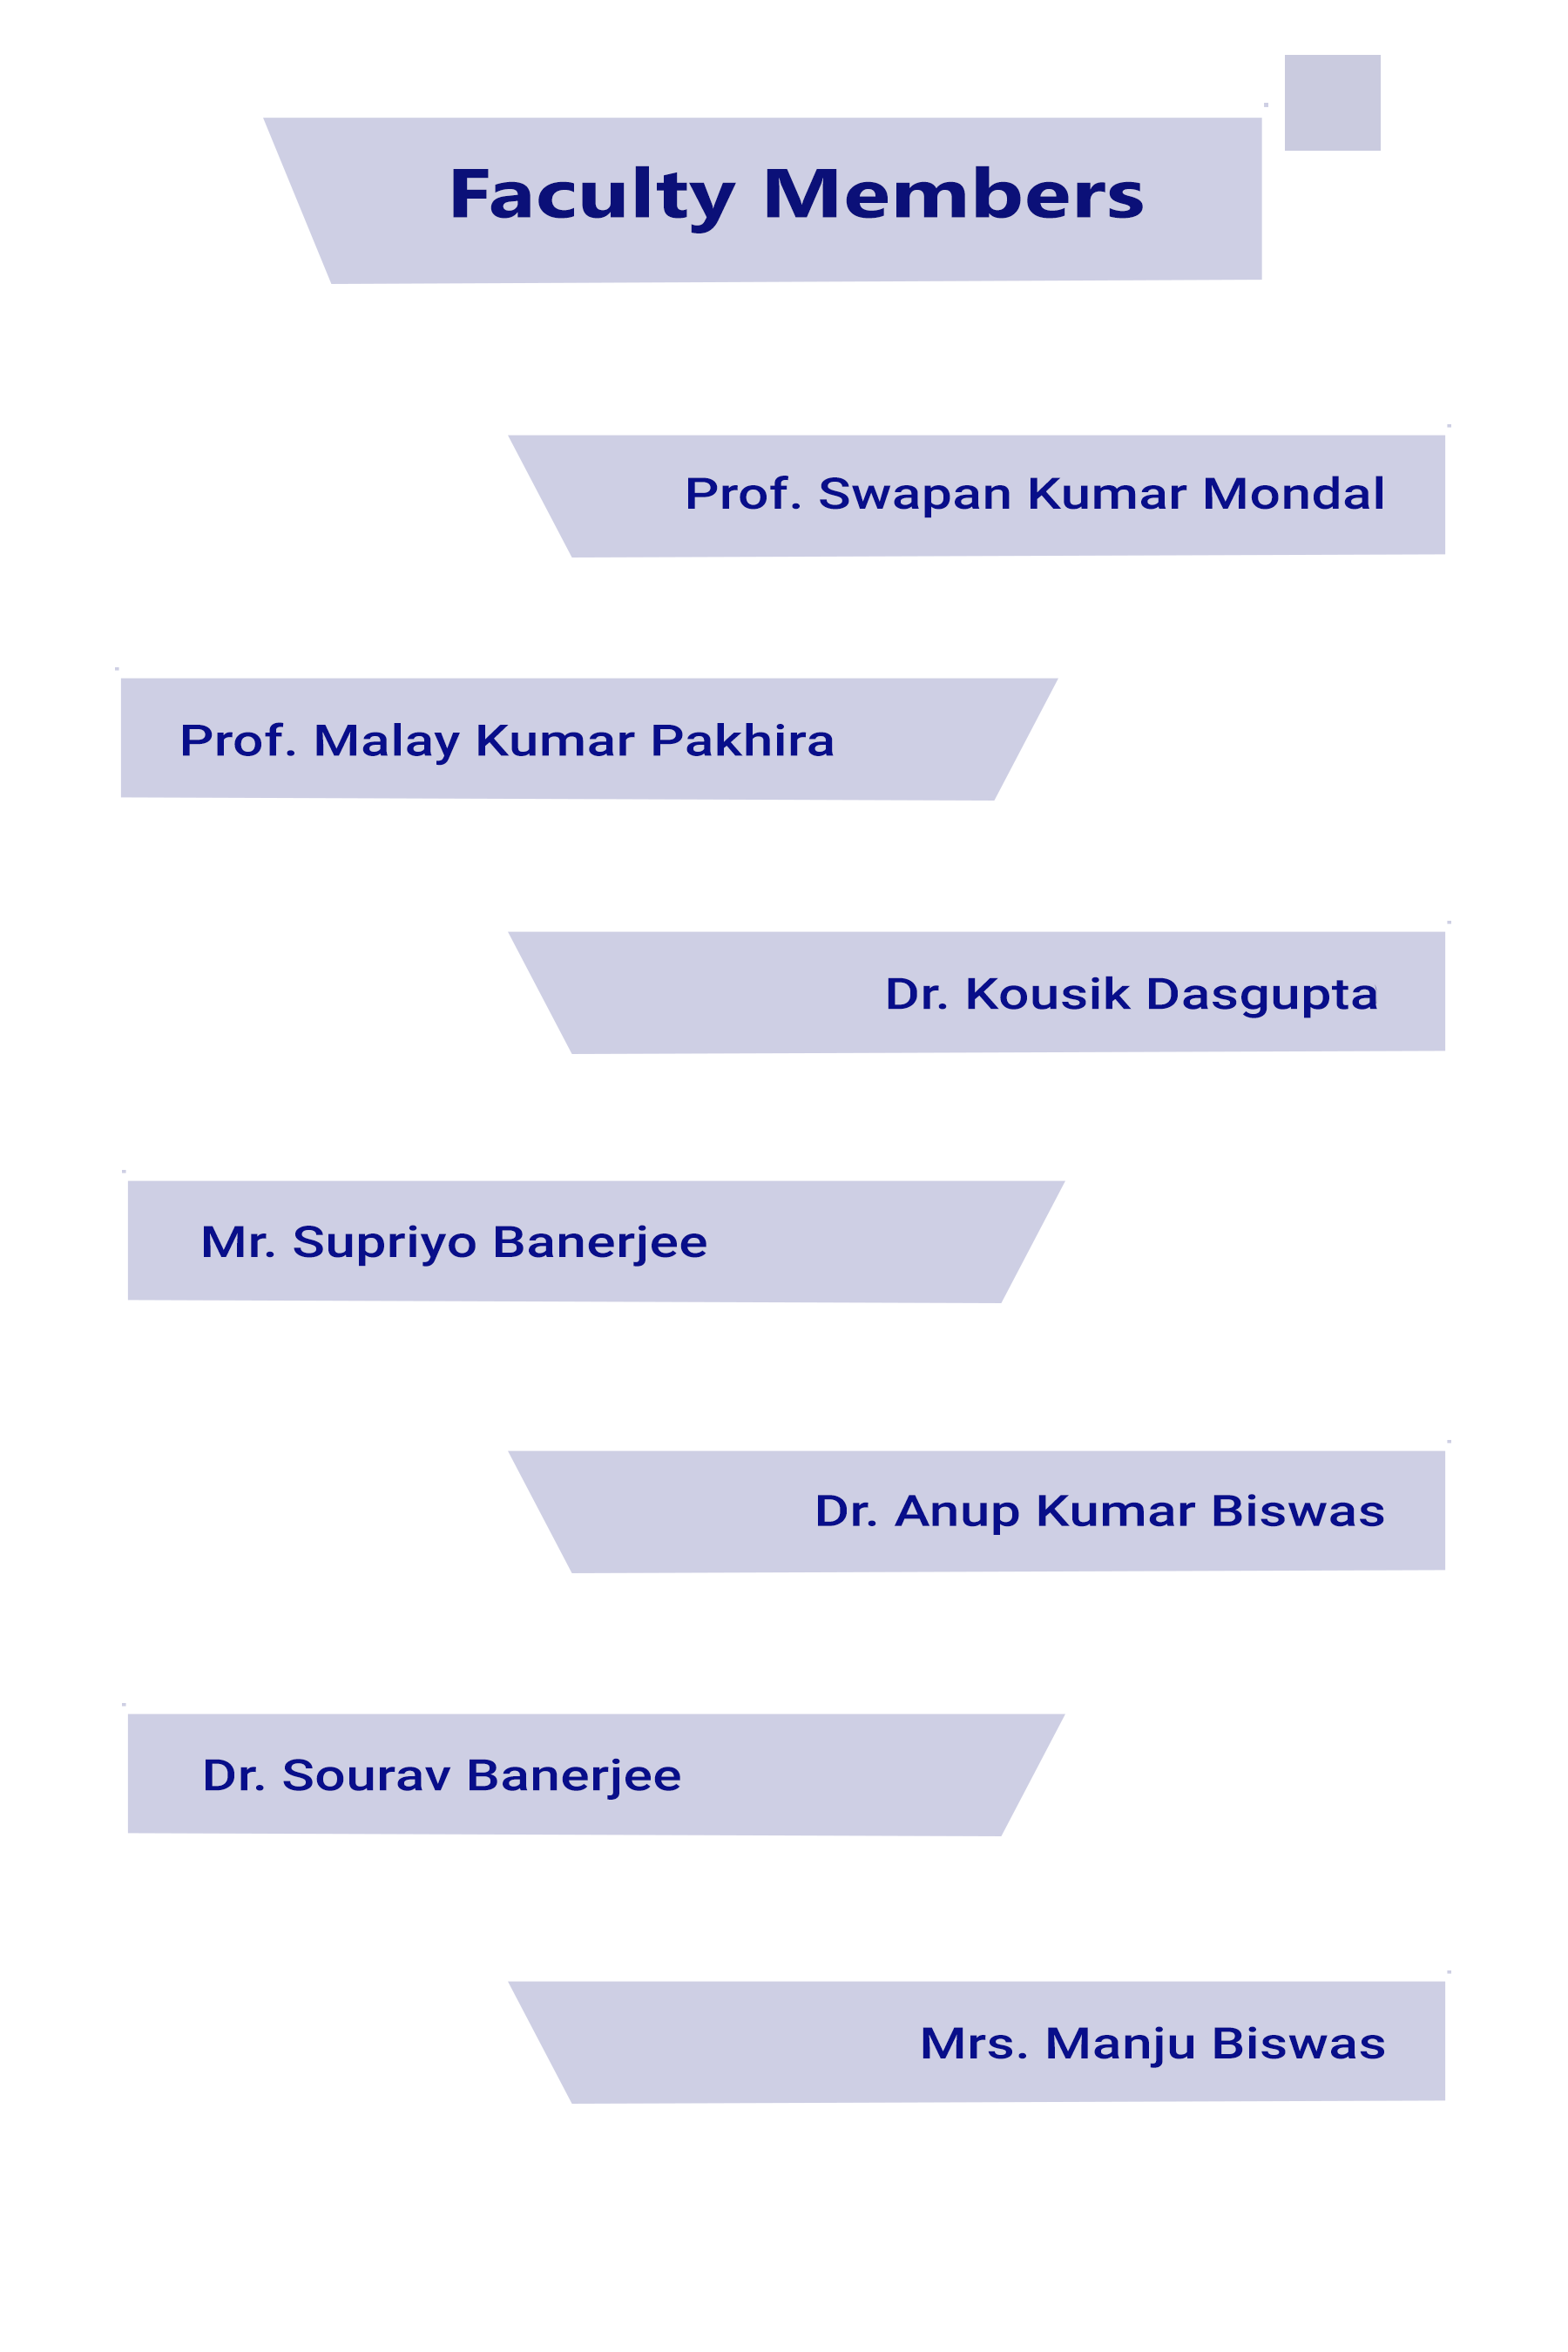 Faculty Members
Prof. Swapan Kumar Mondal
Prof. Malay Kumar Pakhira
Dr. Kousik Dasgupta
Mr. Supriyo Banerjee
Dr. Anup Kumar Biswas
Dr. Sourav Banerjee
Mrs. Manju Biswas